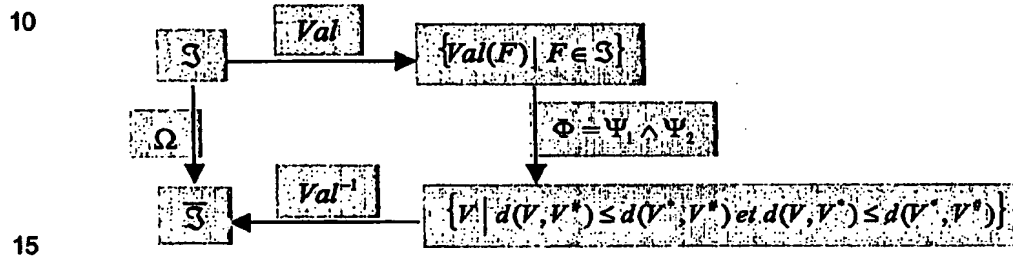 10
Val
ℑ {Val(F)| F ∈ ℑ}
Ω Φ = Ψ₁ ∧ Ψ₂
Val⁻¹
ℑ̅ {V | d(V,V#) ≤ d(V*,V#) et d(V,V*) ≤ d(V*,V#)}
15